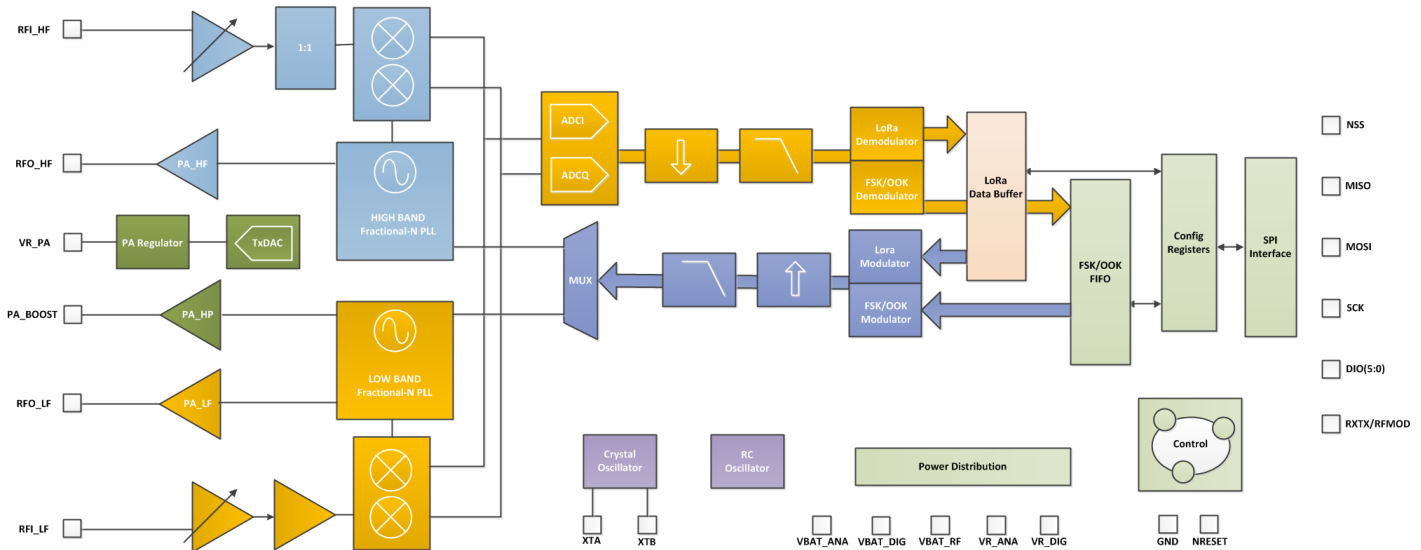 RFI_HF
1:1
RFO_HF
PA_HF
HIGH BAND
Fractional-N PLL
VR_PA
PA Regulator
TxDAC
PA_BOOST
PA_HP
RFO_LF
PA_LF
LOW BAND
Fractional-N PLL
RFI_LF
ADCI
ADCQ
MUX
LoRa
Demodulator
FSK/OOK
Demodulator
Lora
Modulator
FSK/OOK
Modulator
LoRa
Data Buffer
FSK/OOK
FIFO
Config
Registers
SPI
Interface
NSS
MISO
MOSI
SCK
DIO(5:0)
RXTX/RFMOD
Crystal
Oscillator
XTA
XTB
RC
Oscillator
Power Distribution
VBAT_ANA
VBAT_DIG
VBAT_RF
VR_ANA
VR_DIG
Control
GND
NRESET